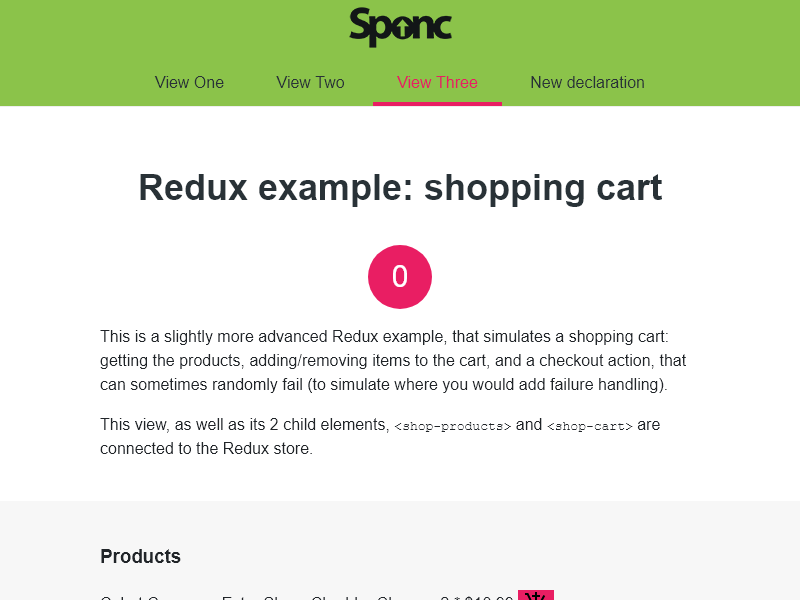 Sponc
View One
View Two
View Three
New declaration
Redux example: shopping cart
0
This is a slightly more advanced Redux example, that simulates a shopping cart:
getting the products, adding/removing items to the cart, and a checkout action, that
can sometimes randomly fail (to simulate where you would add failure handling).
This view, as well as its 2 child elements, <shop-products> and <shop-cart> are
connected to the Redux store.
Products